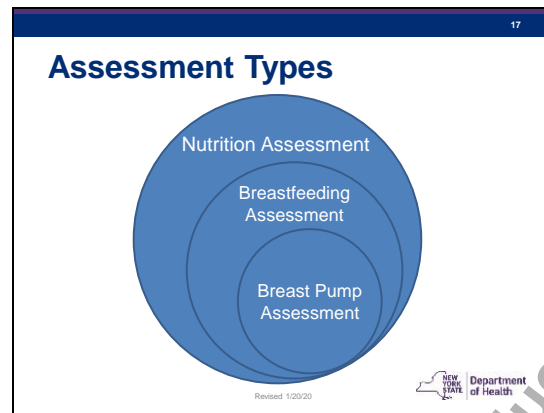 17
Assessment Types
Nutrition Assessment
Breastfeeding
Assessment
Breast Pump
Assessment
Revised 1/20/20
NEW
YORK
STATE
Department
of Health